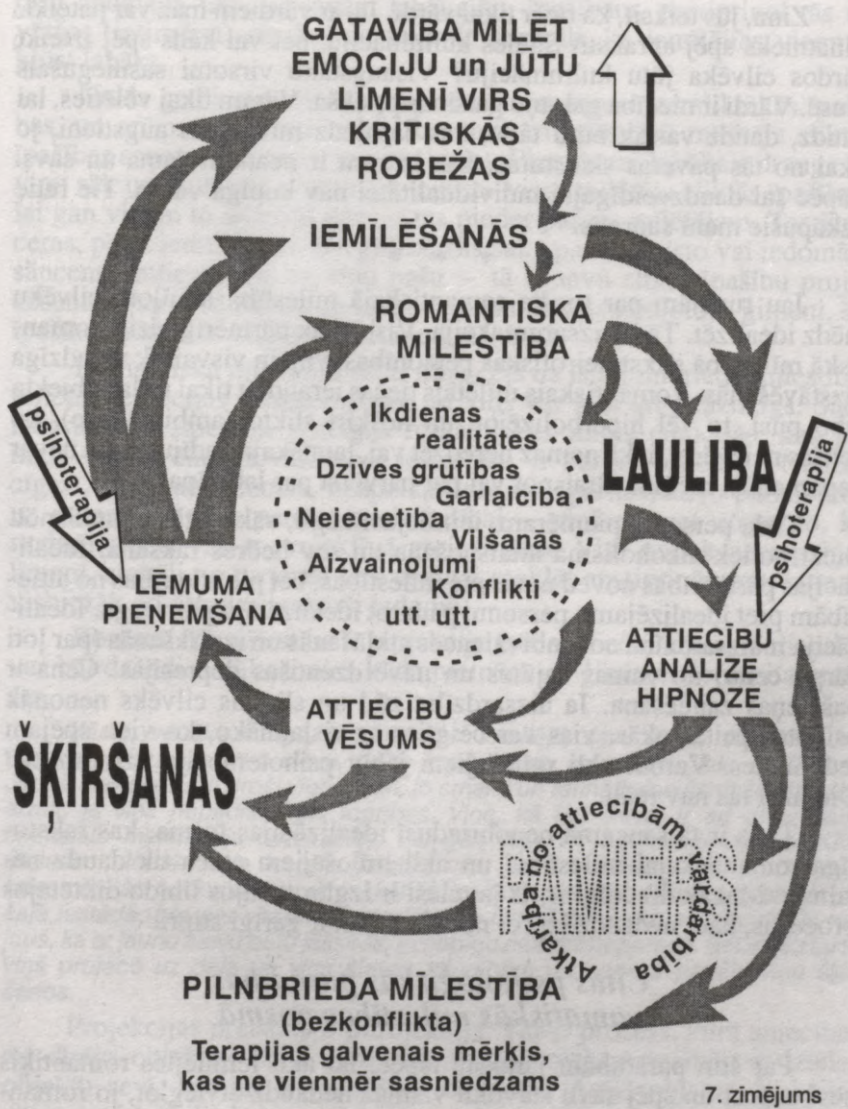 GATAVĪBA MĪLĒT
EMOCIJU un JŪTU
LĪMENĪ VIRS
KRITISKĀS
ROBEŽAS
IEMĪLĒŠANĀS
ROMANTISKĀ
MĪLESTĪBA
psihoterapija
Ikdienas
realitātes
Dzīves grūtības
Garlaicība
Neiecietība
Vilšanās
Aizvainojumi
Konflikti
utt. utt.
LAULĪBA
psihoterapija
LĒMUMA
PIEŅEMŠANA
ATTIECĪBU
ANALĪZE
HIPNOZE
ATTIECĪBU
VĒSUMS
ŠĶIRŠANĀS
Atkarība no attiecībām, vardarbība
PAMIERS
PILNBRIEDA MĪLESTĪBA
(bezkonflikta)
Terapijas galvenais mērķis,
kas ne vienmēr sasniedzams
7. zīmējums